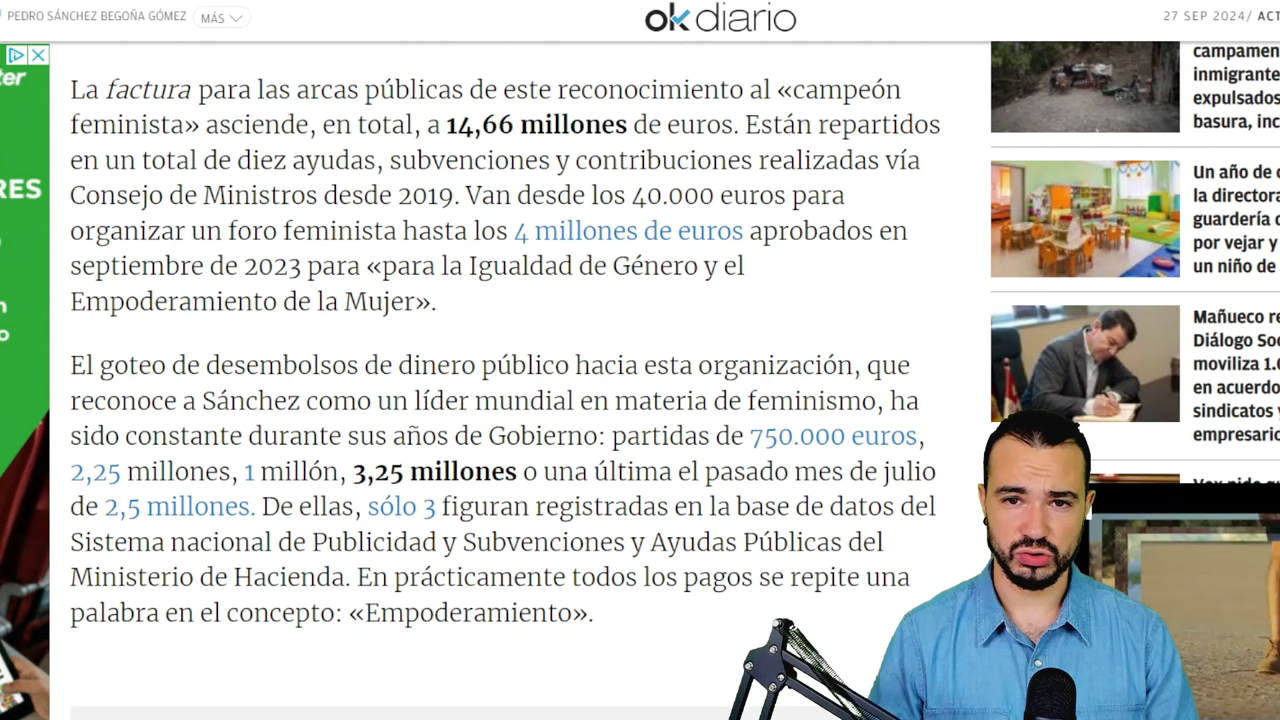 PEDRO SÁNCHEZ BEGOÑA GÓMEZ
MÁS
okdiario
27 SEP 2024/ ACT
ter
RES
La factura para las arcas públicas de este reconocimiento al «campeón
feminista» asciende, en total, a 14,66 millones de euros. Están repartidos
en un total de diez ayudas, subvenciones y contribuciones realizadas vía
Consejo de Ministros desde 2019. Van desde los 40.000 euros para
organizar un foro feminista hasta los 4 millones de euros aprobados en
septiembre de 2023 para «para la Igualdad de Género y el
Empoderamiento de la Mujer».
El goteo de desembolsos de dinero público hacia esta organización, que
reconoce a Sánchez como un líder mundial en materia de feminismo, ha
sido constante durante sus años de Gobierno: partidas de 750.000 euros,
2,25 millones, 1 millón, 3,25 millones o una última el pasado mes de julio
de 2,5 millones. De ellas, sólo 3 figuran registradas en la base de datos del
Sistema nacional de Publicidad y Subvenciones y Ayudas Públicas del
Ministerio de Hacienda. En prácticamente todos los pagos se repite una
palabra en el concepto: «Empoderamiento».
campamen
inmigrante
expulsados
basura, inc
Un año de c
la directora
guardería d
por vejar y
un niño de
Mañueco re
Diálogo Soc
moviliza 1.0
en acuerdo
sindicatos y
empresario